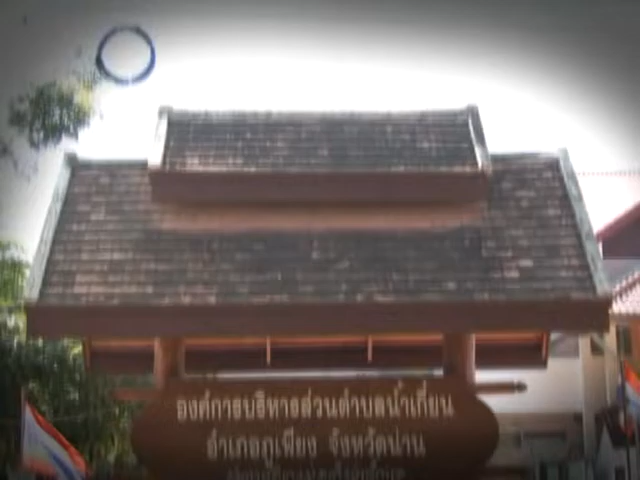 องค์การบริหารส่วนตำบลน้ำเกี๋ยน
อำเภอภูเพียง จังหวัดน่าน